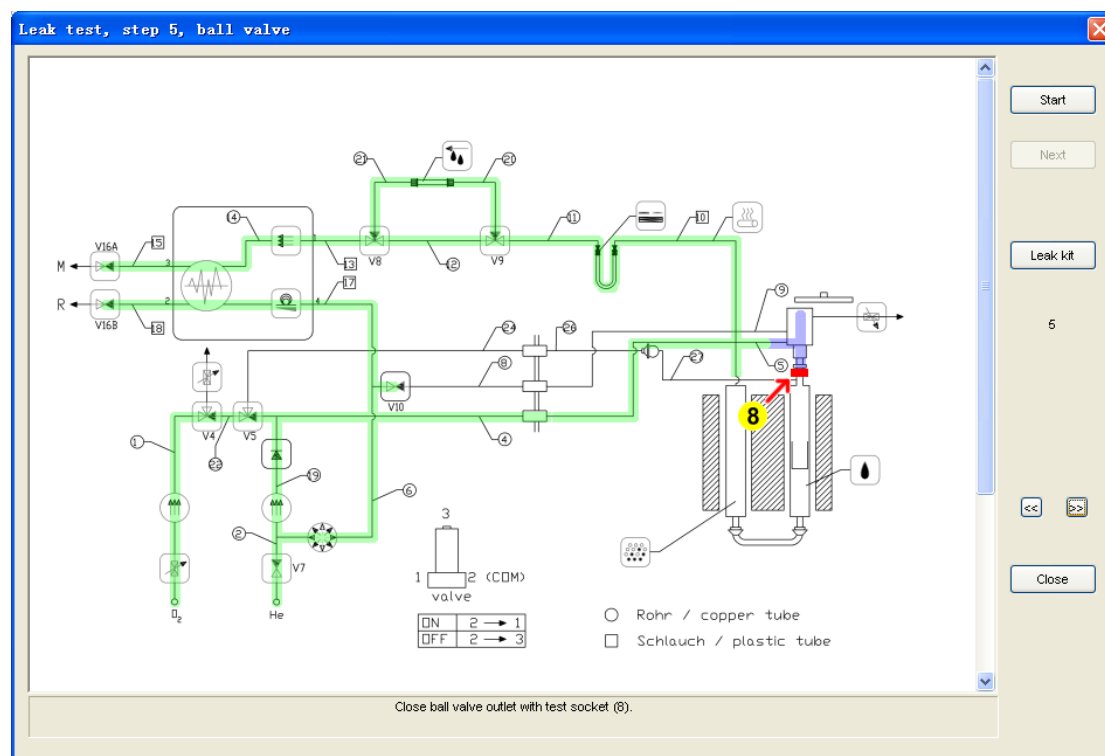 Leak test, step 5, ball valve
Start
Next
Leak kit
5
<<
>>
Close
21
20
14
11
10
V16A
15
3
1
13
V8
12
V9
M
R
2
4
17
V16B
18
9
24
26
5
8
27
V10
8
1
V4
V5
22
4
19
6
2
V7
3
1
2 (COM)
valve
ON 2 → 1
OFF 2 → 3
O2
He
Rohr / copper tube
Schlauch / plastic tube
Close ball valve outlet with test socket (8).